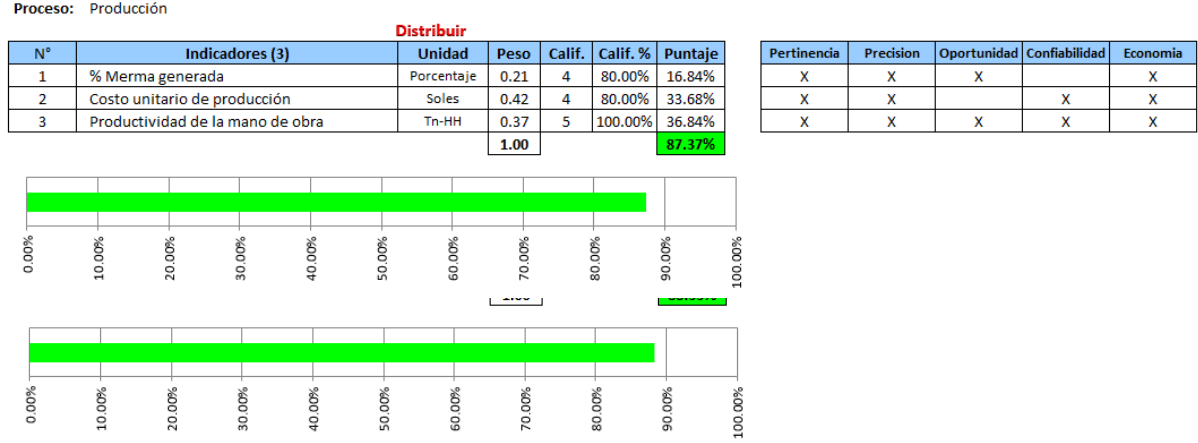 Proceso: Producción
Distribuir
N° Indicadores (3) Unidad Peso Calif. Calif. % Puntaje Pertinencia Precision Oportunidad Confiabilidad Economia
1 % Merma generada Porcentaje 0.21 4 80.00% 16.84% X X X X
2 Costo unitario de producción Soles 0.42 4 80.00% 33.68% X X X X
3 Productividad de la mano de obra Tn-HH 0.37 5 100.00% 36.84% X X X X X
1.00 87.37%
0.00% 10.00% 20.00% 30.00% 40.00% 50.00% 60.00% 70.00% 80.00% 90.00% 100.00%
0.00% 10.00% 20.00% 30.00% 40.00% 50.00% 60.00% 70.00% 80.00% 90.00% 100.00%